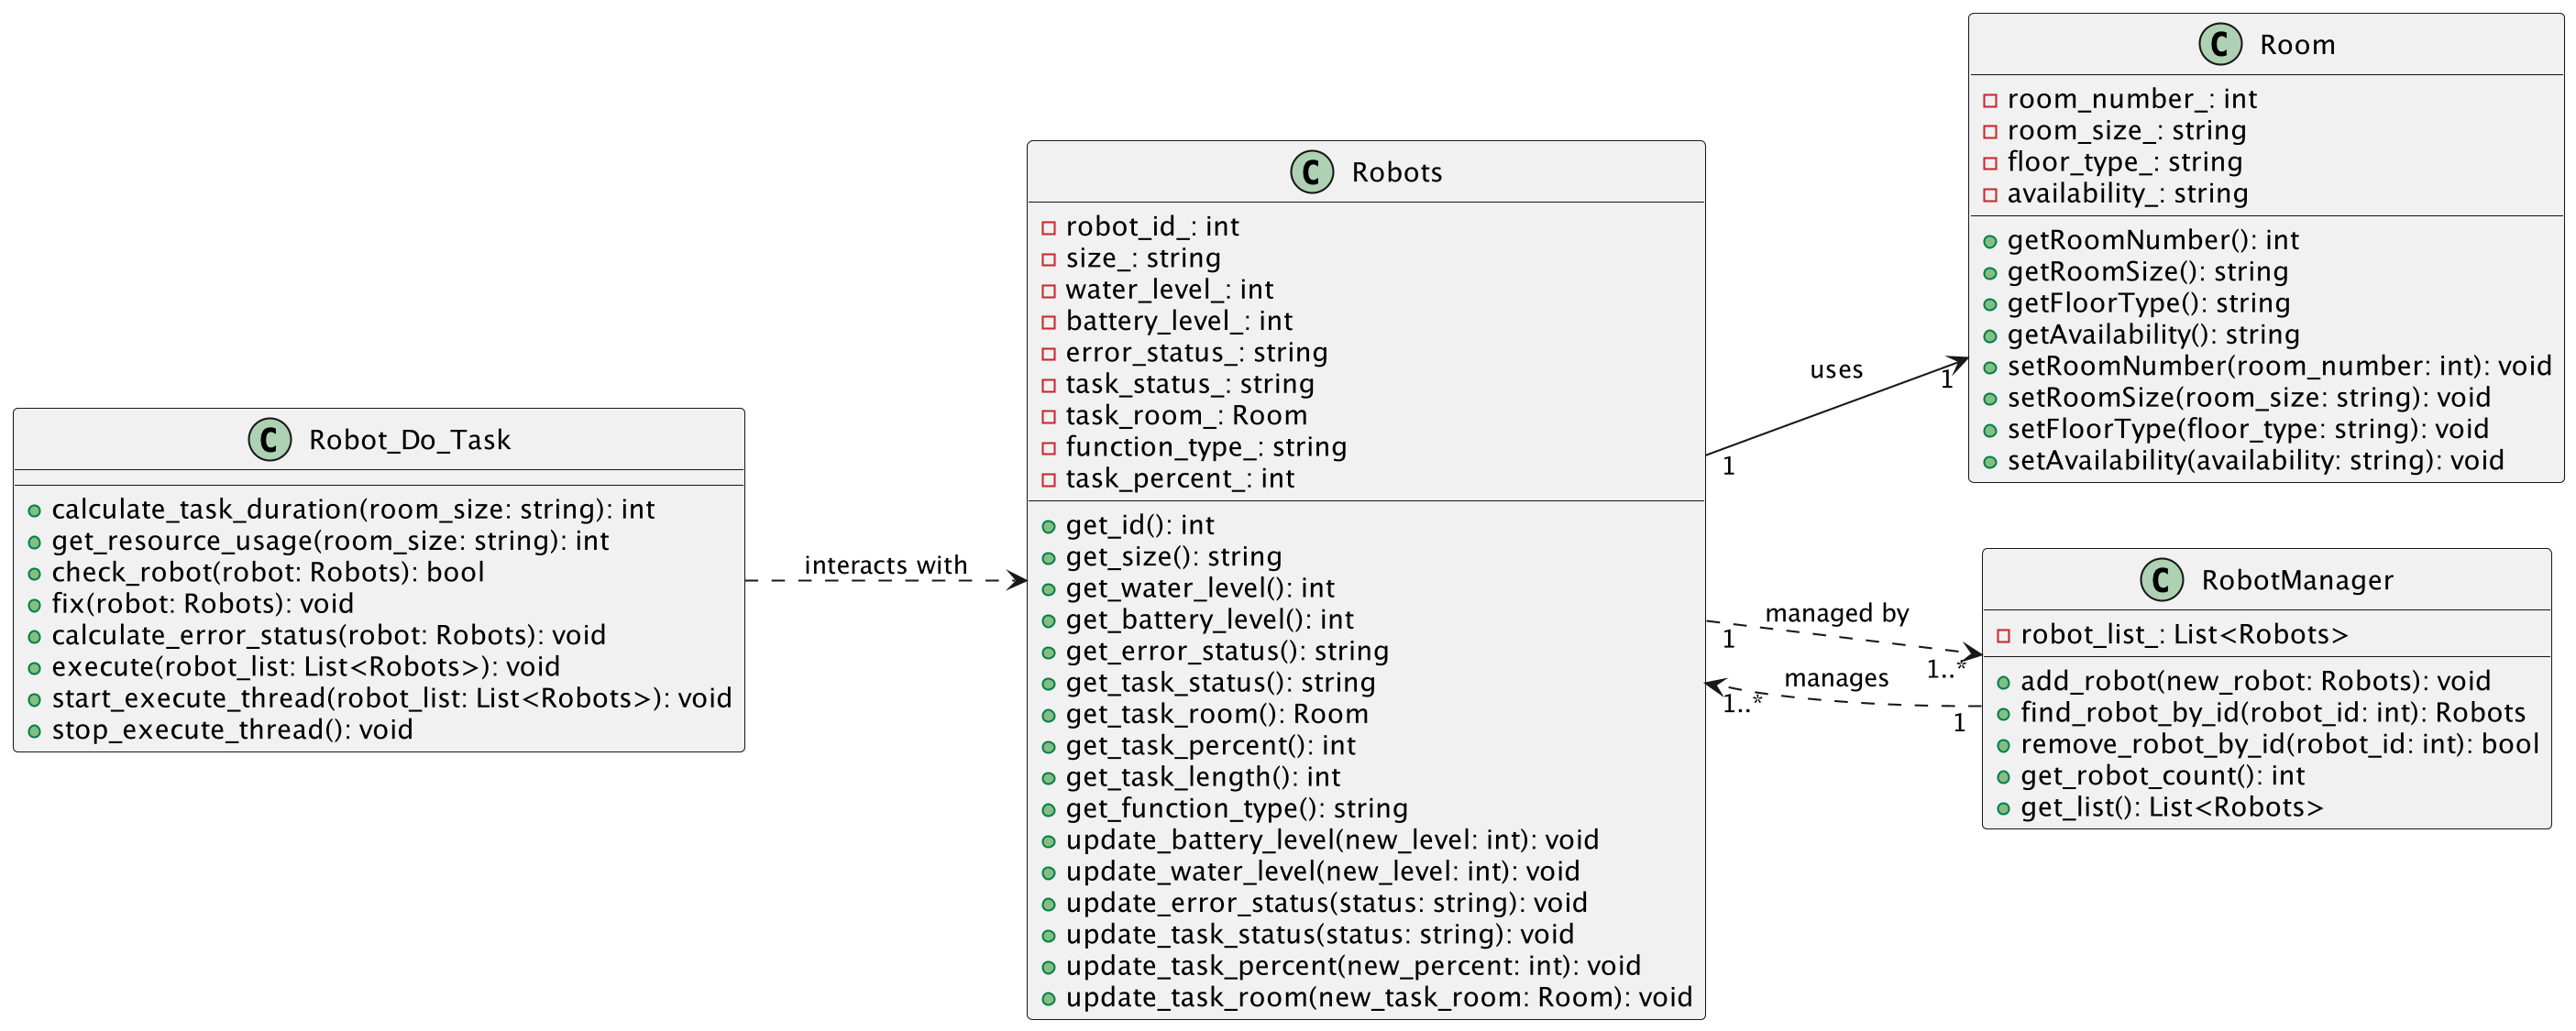 C Robot_Do_Task
calculate_task_duration(room_size: string): int
get_resource_usage(room_size: string): int
check_robot(robot: Robots): bool
fix(robot: Robots): void
calculate_error_status(robot: Robots): void
execute(robot_list: List<Robots>): void
start_execute_thread(robot_list: List<Robots>): void
stop_execute_thread(): void
interacts with
C Robots
robot_id_: int
size_: string
water_level_: int
battery_level_: int
error_status_: string
task_status_: string
task_room_: Room
function_type_: string
task_percent_: int
get_id(): int
get_size(): string
get_water_level(): int
get_battery_level(): int
get_error_status(): string
get_task_status(): string
get_task_room(): Room
get_task_percent(): int
get_task_length(): int
get_function_type(): string
update_battery_level(new_level: int): void
update_water_level(new_level: int): void
update_error_status(status: string): void
update_task_status(status: string): void
update_task_percent(new_percent: int): void
update_task_room(new_task_room: Room): void
uses
1
1
managed by
1
1..*
manages
1..*
1
C Room
room_number_: int
room_size_: string
floor_type_: string
availability_: string
getRoomNumber(): int
getRoomSize(): string
getFloorType(): string
getAvailability(): string
setRoomNumber(room_number: int): void
setRoomSize(room_size: string): void
setFloorType(floor_type: string): void
setAvailability(availability: string): void
C RobotManager
robot_list_: List<Robots>
add_robot(new_robot: Robots): void
find_robot_by_id(robot_id: int): Robots
remove_robot_by_id(robot_id: int): bool
get_robot_count(): int
get_list(): List<Robots>